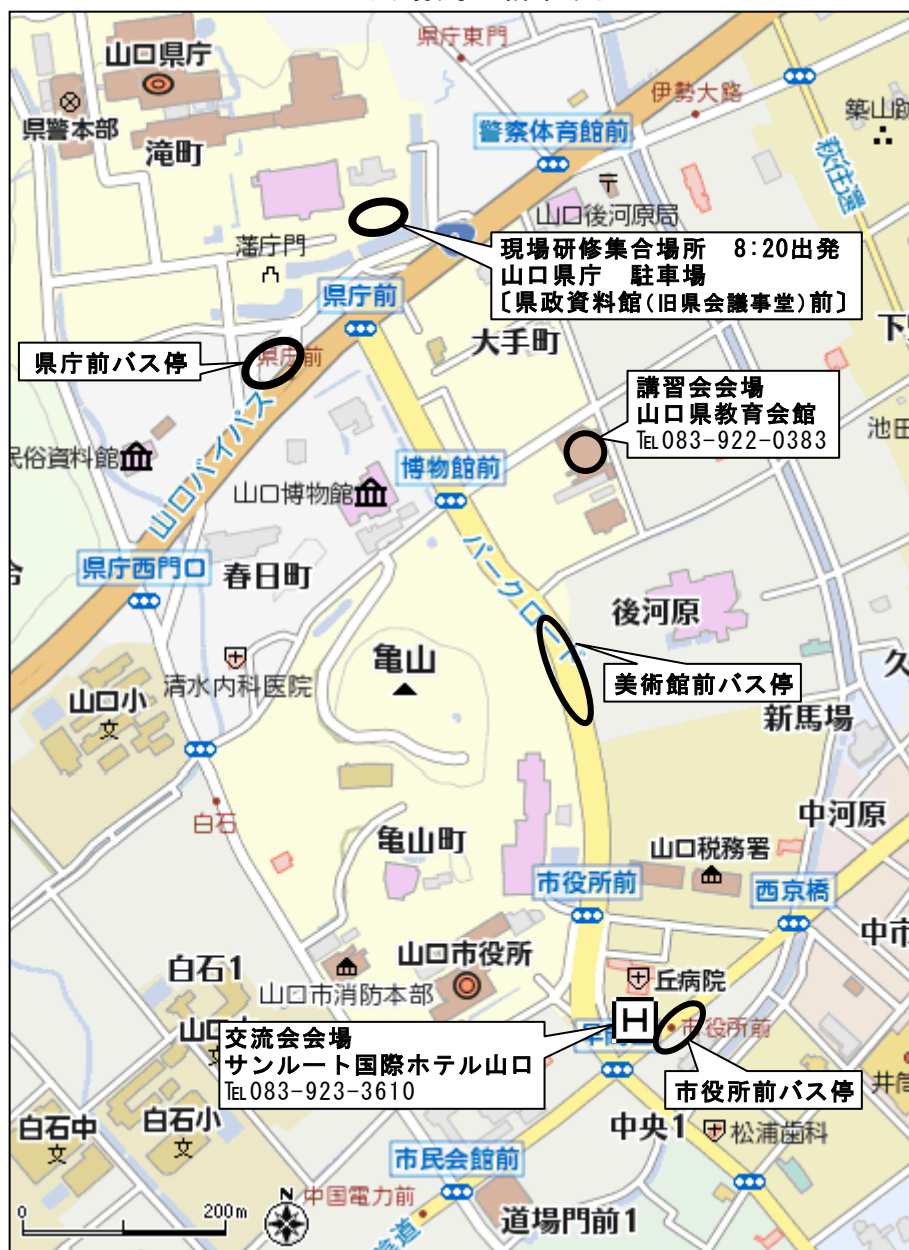 山口県庁
県警本部
滝町
県庁東門
伊勢大路
警察体育館前
築山跡
萩往還
山口後河原局
藩庁門
9
現場研修集合場所　8:20出発
山口県庁　駐車場
〔県政資料館(旧県会議事堂)前〕
県庁前
大手町
県庁前バス停
県庁前
講習会会場
山口県教育会館
℡083-922-0383
池田
民俗資料館
山口バイパス
山口博物館
博物館前
パークロード
県庁西門口
春日町
後河原
亀山
清水内科医院
美術館前バス停
山口小
文
新馬場
久
白石
亀山町
中河原
山口税務署
市役所前
西京橋
中市
白石1
山口市役所
山口市消防本部
丘病院
H
市役所前
交流会会場
サンルート国際ホテル山口
℡083-923-3610
市役所前バス停
井筒
白石中
文
白石小
文
中央1
松浦歯科
市民会館前
中国電力前
道場門前1
N
0
200m